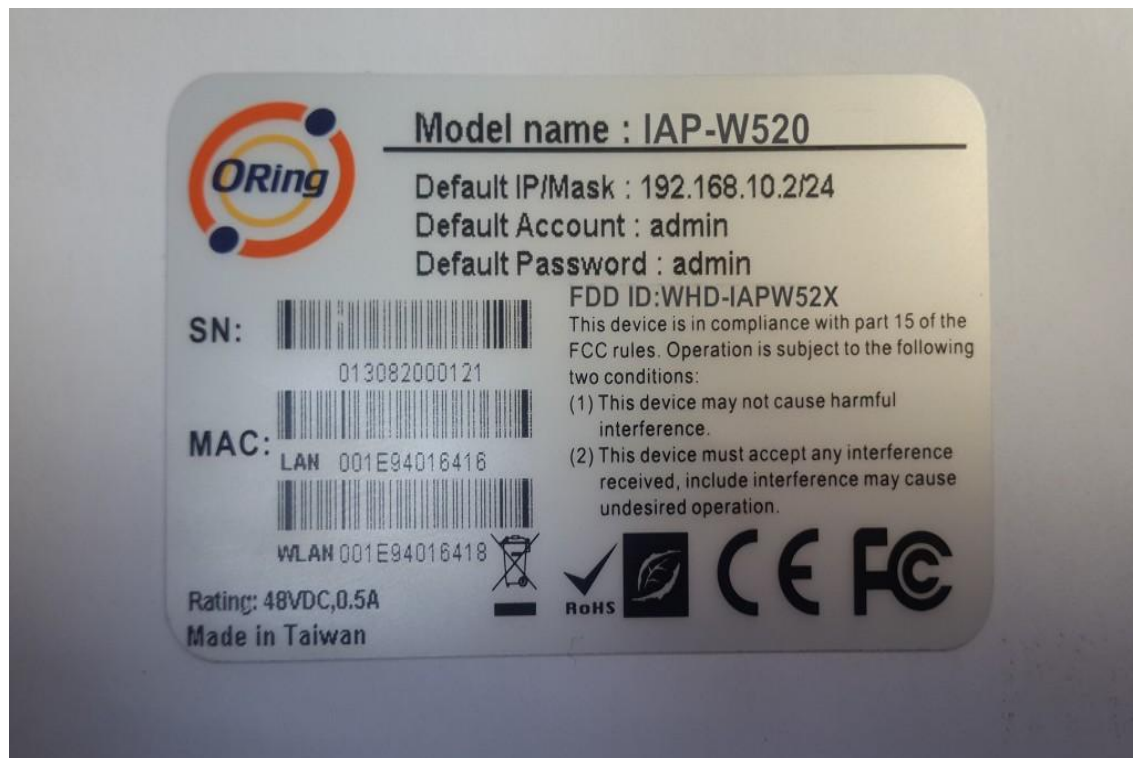 ORing
Model name : IAP-W520
Default IP/Mask : 192.168.10.2/24
Default Account : admin
Default Password : admin
FDD ID:WHD-IAPW52X
This device is in compliance with part 15 of the
FCC rules. Operation is subject to the following
two conditions:
(1) This device may not cause harmful
interference.
(2) This device must accept any interference
received, include interference may cause
undesired operation.
SN:
013082000121
MAC:
LAN 001E94016416
WLAN 001E94016418
Rating: 48VDC,0.5A
Made in Taiwan
RoHS
CE
FC